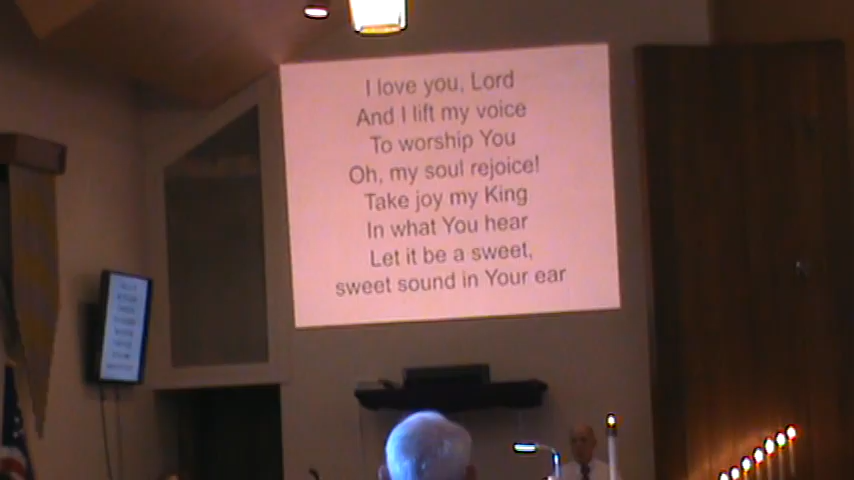 I love you, Lord
And I lift my voice
To worship You
Oh, my soul rejoice!
Take joy my King
In what You hear
Let it be a sweet,
sweet sound in Your ear